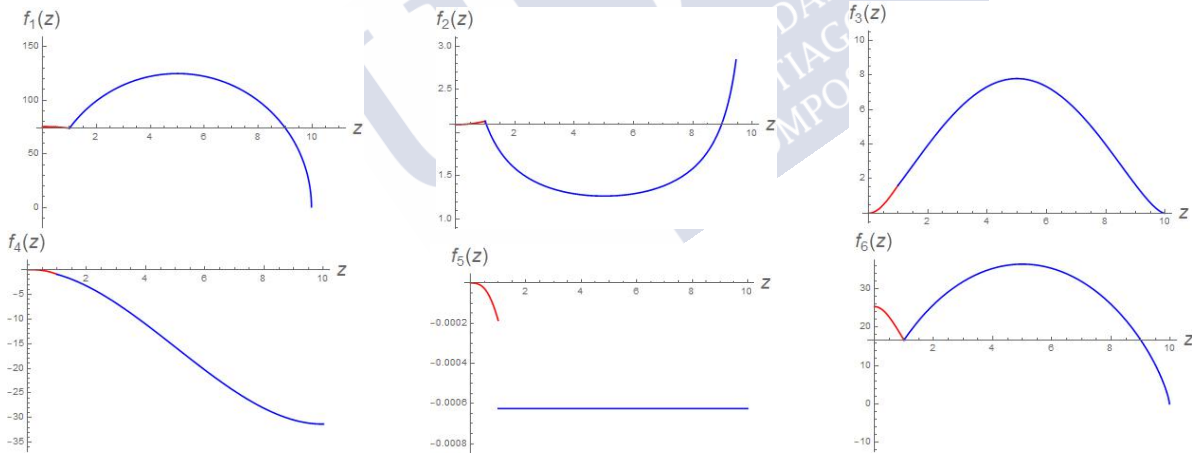 f₁(z)
150
100
50
0
2 4 6 8 10 z
f₂(z)
3.0
2.5
1.5
1.0
2 4 6 8 10 z
f₃(z)
10
8
6
4
2
2 4 6 8 10 z
DA
TIAGO
OMPOS
f₄(z)
2 4 6 8 10 z
-5
-10
-15
-20
-25
-30
-35
f₅(z)
2 4 6 8 10 z
-0.0002
-0.0004
-0.0006
-0.0008
f₆(z)
30
20
10
0
-10
2 4 6 8 10 z